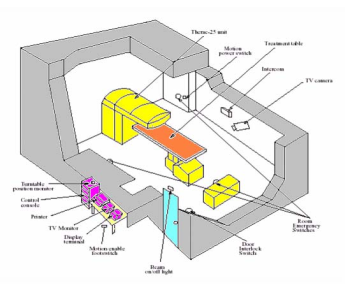 Therac-25 unit
Motion
power switch
Treatment table
Intercom
TV camera
Turntable
position monitor
Control
console
Printer
TV Monitor
Display
terminal
Motion enable
footswitch
Beam
on/off light
Door
Interlock
Switch
Room
Emergency
Switches